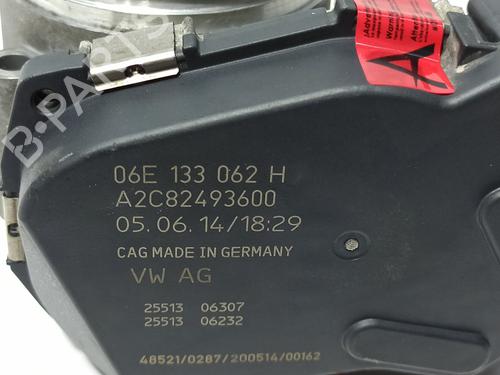 B-PARTS
06E 133 062 H
A2C82493600
05.06.14/18:29
CAG MADE IN GERMANY
VW AG
25513 06307
25513 06232
48521/0287/200514/00162
A